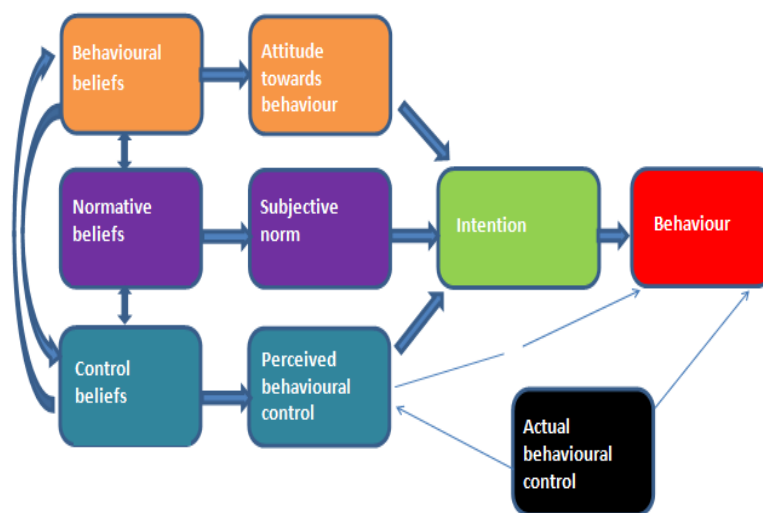 Behavioural
beliefs
Attitude
towards
behaviour
Normative
beliefs
Subjective
norm
Intention
Behaviour
Control
beliefs
Perceived
behavioural
control
Actual
behavioural
control